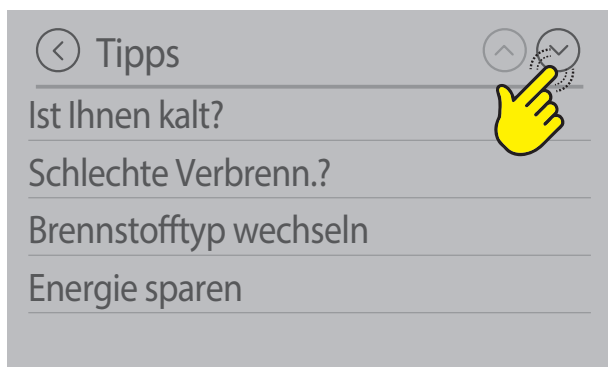 Tipps
Ist Ihnen kalt?
Schlechte Verbrenn.?
Brennstofftyp wechseln
Energie sparen